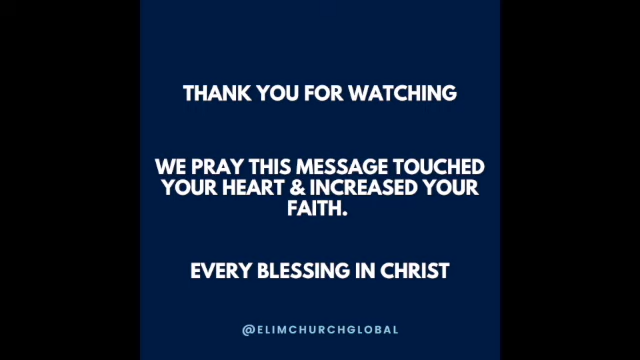 THANK YOU FOR WATCHING
WE PRAY THIS MESSAGE TOUCHED
YOUR HEART & INCREASED YOUR
FAITH.
EVERY BLESSING IN CHRIST
@ELIMCHURCHGLOBAL